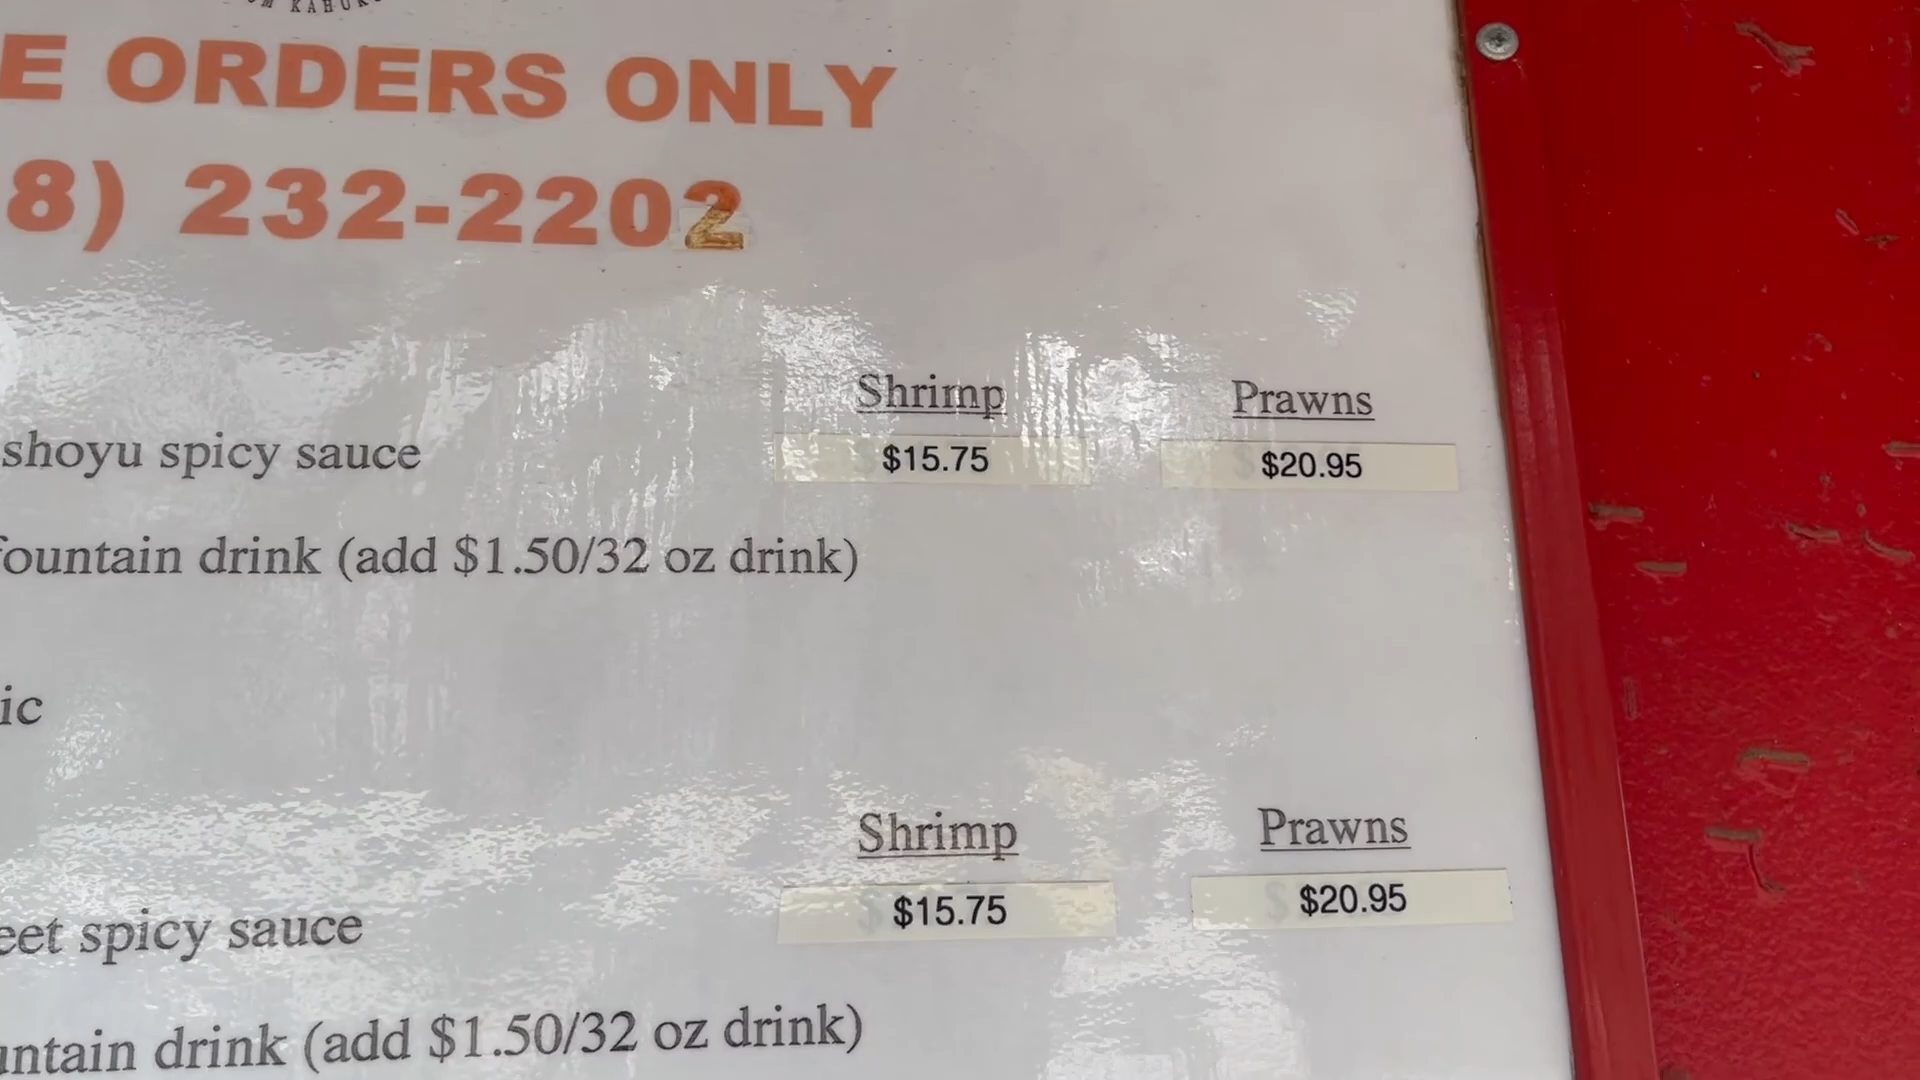 E ORDERS ONLY
8) 232-2202
Shrimp Prawns
shoyu spicy sauce $15.75 $20.95
ountain drink (add $1.50/32 oz drink)
ic
Shrimp Prawns
eet spicy sauce $15.75 $20.95
untain drink (add $1.50/32 oz drink)